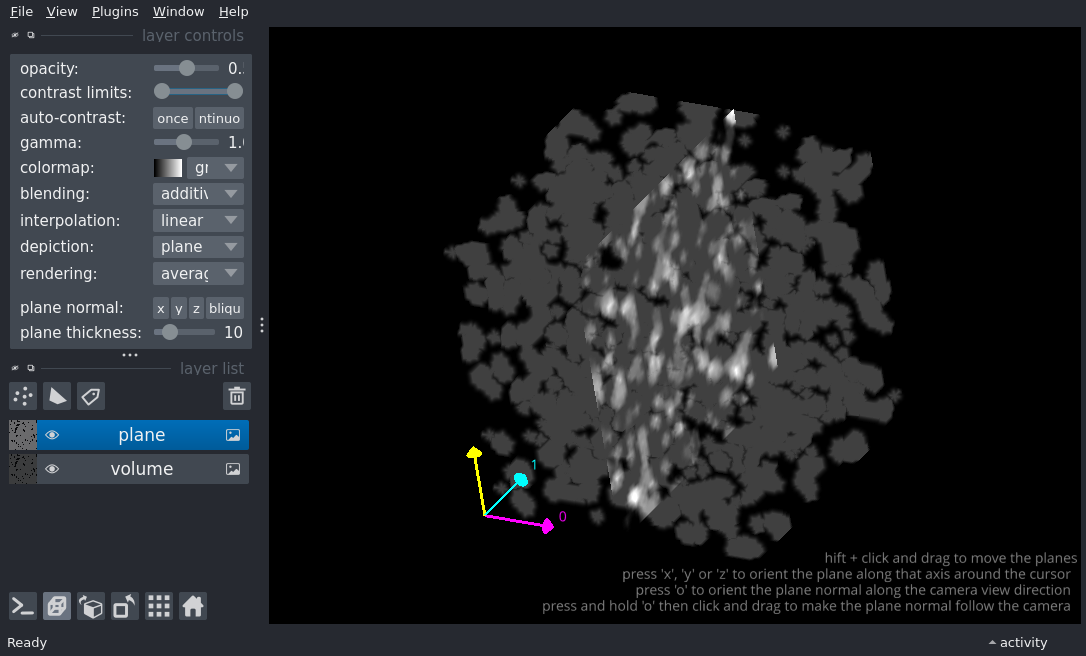 File View Plugins Window Help
layer controls
opacity: 0.
contrast limits:
auto-contrast: once ntinuo
gamma: 1.
colormap: gr
blending: additiv
interpolation: linear
depiction: plane
rendering: averag
plane normal: x y z bliqu
plane thickness: 10
layer list
plane
volume
1
0
hift + click and drag to move the planes
press 'x', 'y' or 'z' to orient the plane along that axis around the cursor
press 'o' to orient the plane normal along the camera view direction
press and hold 'o' then click and drag to make the plane normal follow the camera
Ready activity